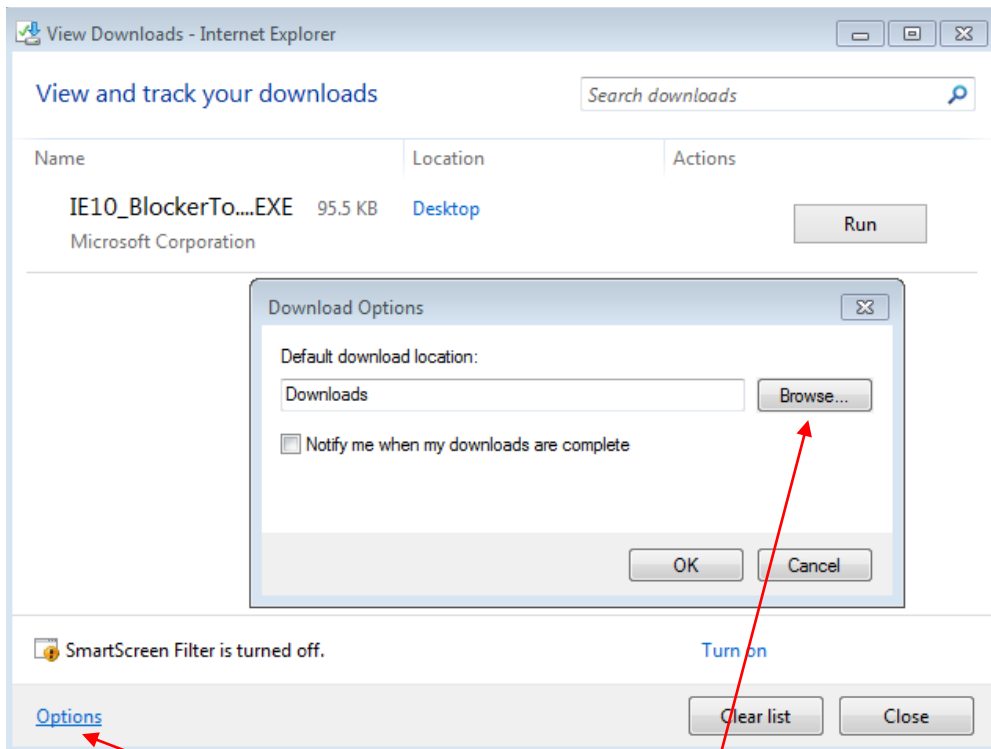 View Downloads - Internet Explorer
View and track your downloads
Search downloads
Name Location Actions
IE10_BlockerTo....EXE 95.5 KB Desktop
Run
Microsoft Corporation
Download Options
Default download location:
Downloads Browse...
Notify me when my downloads are complete
OK Cancel
SmartScreen Filter is turned off. Turn on
Options Clear list Close